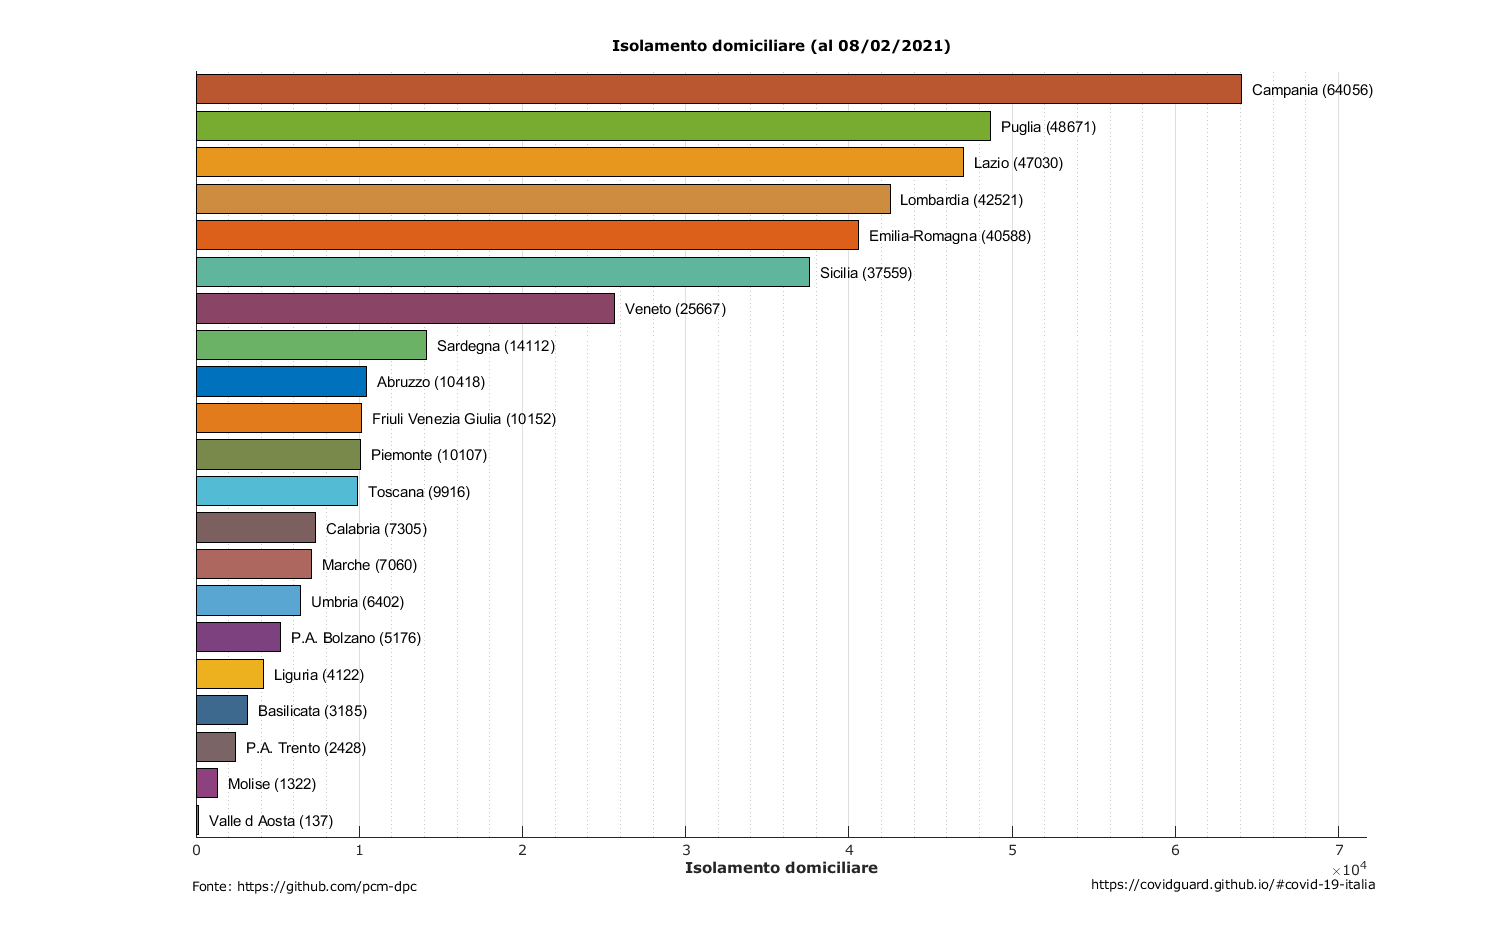 Isolamento domiciliare (al 08/02/2021)
Campania (64056)
Puglia (48671)
Lazio (47030)
Lombardia (42521)
Emilia-Romagna (40588)
Sicilia (37559)
Veneto (25667)
Sardegna (14112)
Abruzzo (10418)
Friuli Venezia Giulia (10152)
Piemonte (10107)
Toscana (9916)
Calabria (7305)
Marche (7060)
Umbria (6402)
P.A. Bolzano (5176)
Liguria (4122)
Basilicata (3185)
P.A. Trento (2428)
Molise (1322)
Valle d Aosta (137)
0 1 2 3 4 5 6 7
×10⁴
Isolamento domiciliare
Fonte: https://github.com/pcm-dpc
https://covidguard.github.io/#covid-19-italia